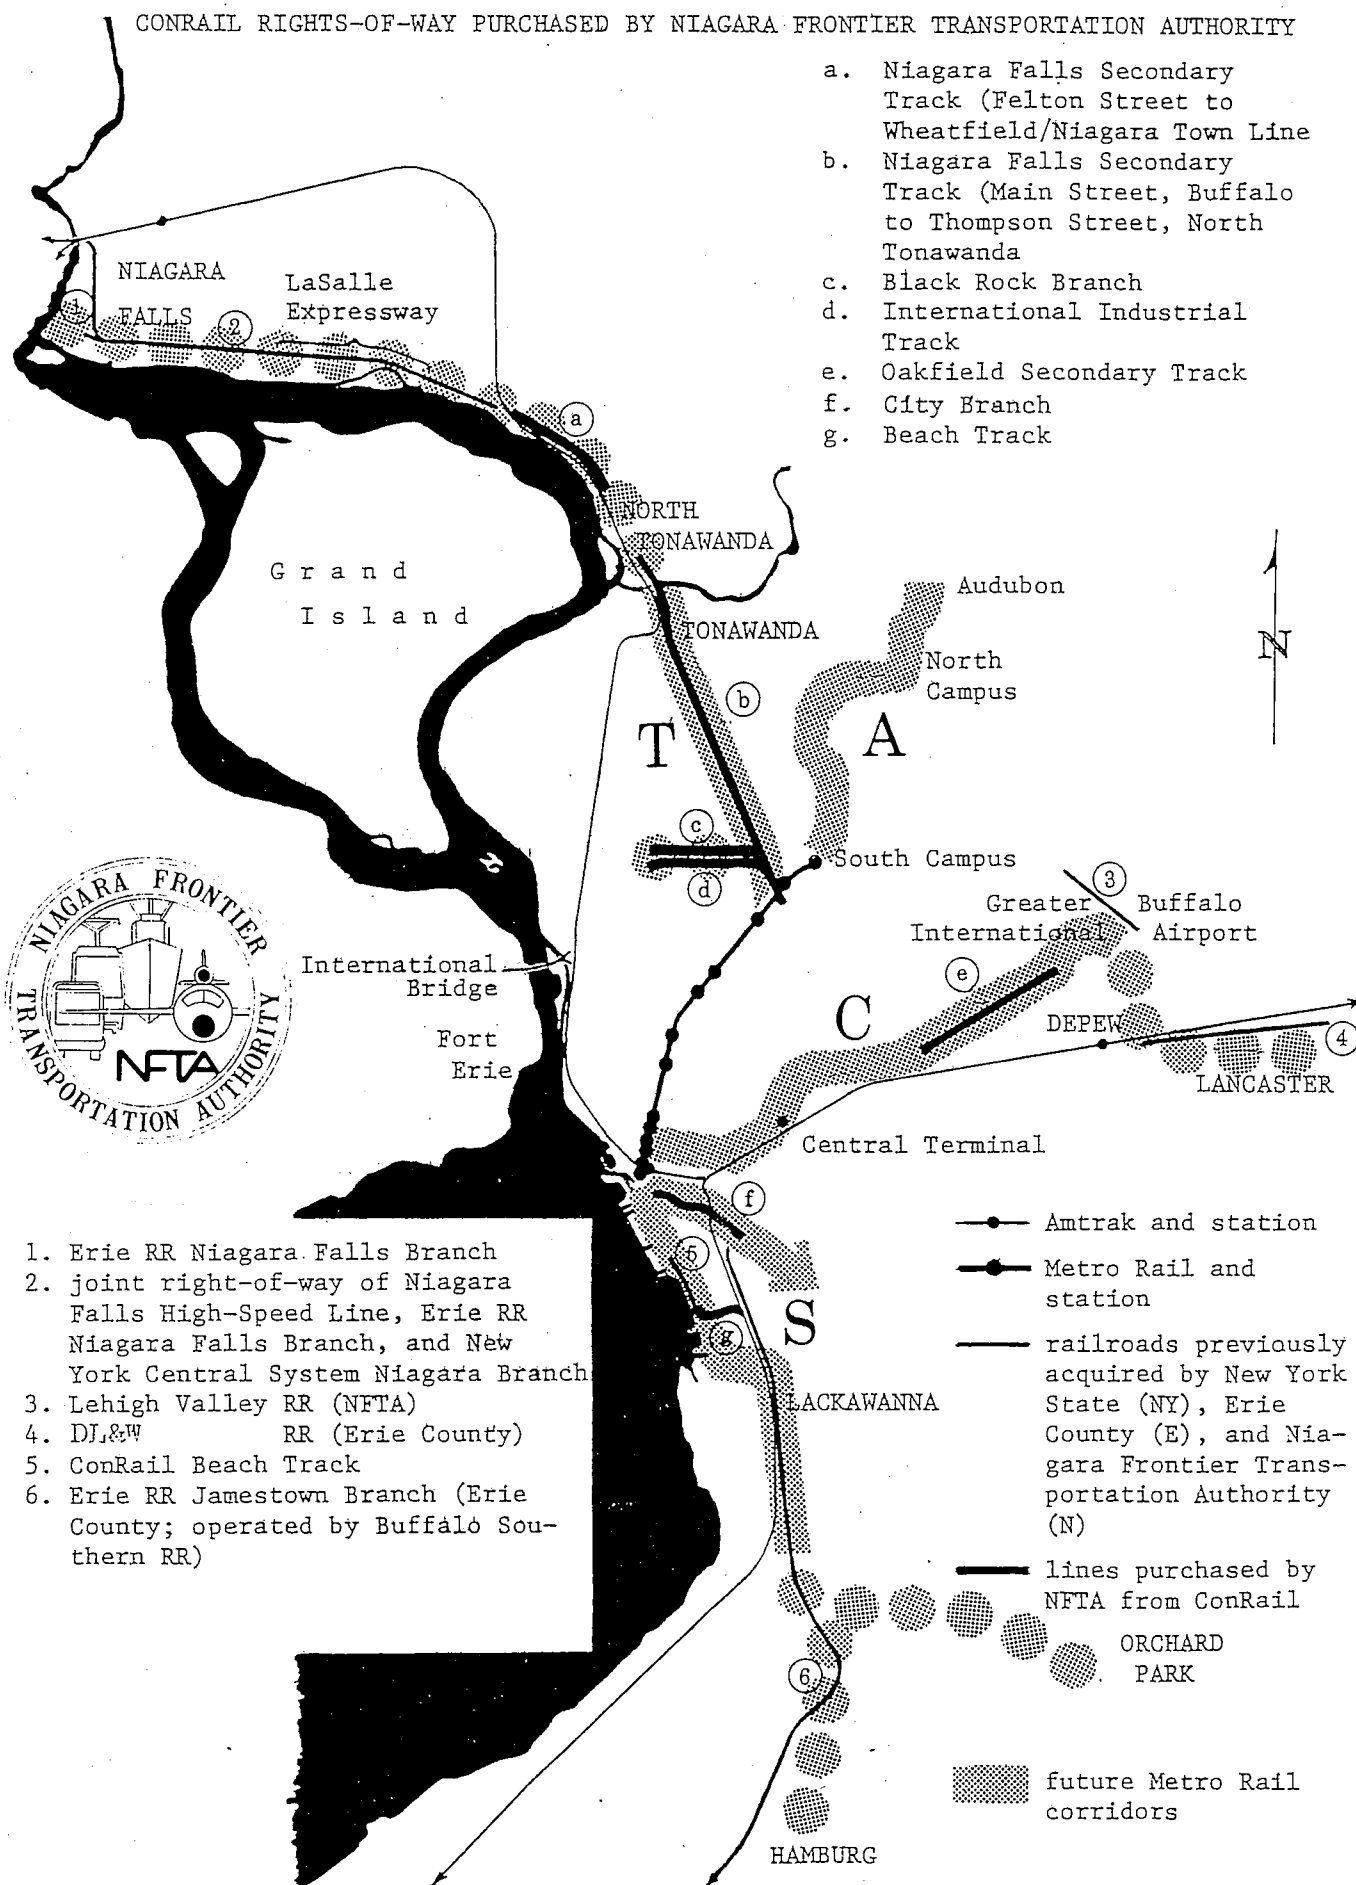 CONRAIL RIGHTS-OF-WAY PURCHASED BY NIAGARA FRONTIER TRANSPORTATION AUTHORITY
a. Niagara Falls Secondary
Track (Felton Street to
Wheatfield/Niagara Town Line
b. Niagara Falls Secondary
Track (Main Street, Buffalo
to Thompson Street, North
Tonawanda
c. Black Rock Branch
d. International Industrial
Track
e. Oakfield Secondary Track
f. City Branch
g. Beach Track
NIAGARA
FALLS
1
2
LaSalle
Expressway
a
NORTH
TONAWANDA
Grand
Island
TONAWANDA
Audubon
North
Campus
N
b
T
A
c
d
South Campus
3
Greater Buffalo
International Airport
e
C
DEPEW
4
LANCASTER
NIAGARA FRONTIER
TRANSPORTATION AUTHORITY
NFTA
International
Bridge
Fort
Erie
Central Terminal
f
5
g
S
LACKAWANNA
1. Erie RR Niagara Falls Branch
2. joint right-of-way of Niagara
Falls High-Speed Line, Erie RR
Niagara Falls Branch, and New
York Central System Niagara Branch
3. Lehigh Valley RR (NFTA)
4. DL&W RR (Erie County)
5. ConRail Beach Track
6. Erie RR Jamestown Branch (Erie
County; operated by Buffalo Sou-
thern RR)
Amtrak and station
Metro Rail and
station
railroads previously
acquired by New York
State (NY), Erie
County (E), and Nia-
gara Frontier Trans-
portation Authority
(N)
lines purchased by
NFTA from ConRail
ORCHARD
PARK
6
HAMBURG
future Metro Rail
corridors